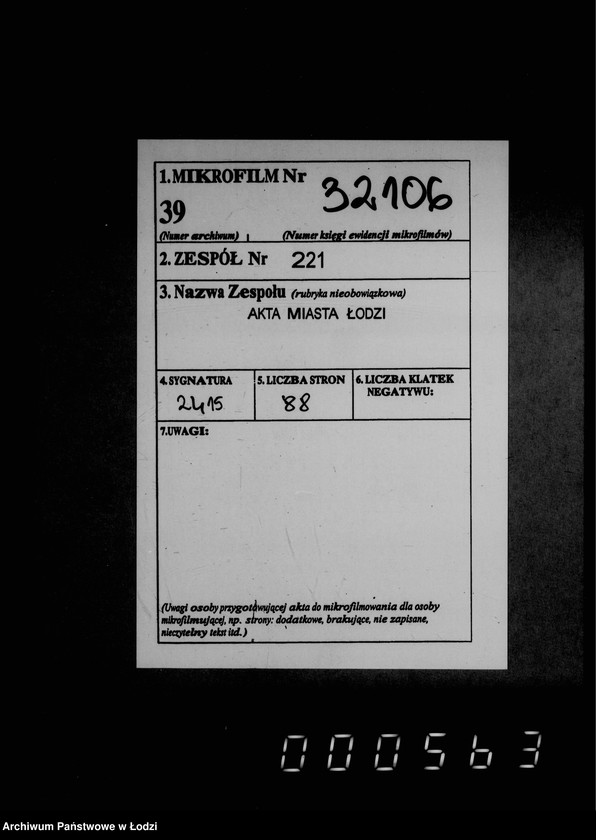 1. MIKROFILM Nr 32106
39
(Numer archiwum) (Numer księgi ewidencji mikrofilmów)
2. ZESPÓŁ Nr 221
3. Nazwa Zespołu (rubryka nieobowiązkowa)
AKTA MIASTA ŁODZI
4. SYGNATURA 5. LICZBA STRON 6. LICZBA KLATEK
NEGATYWU:
2415 88
7.UWAGI:
(Uwagi osoby przygotowującej akta do mikrofilmowania dla osoby
mikrofilmującej, np. strony: dodatkowe, brakujące, nie zapisane,
nieczytelny tekst itd.)
000563
Archiwum Państwowe w Łodzi